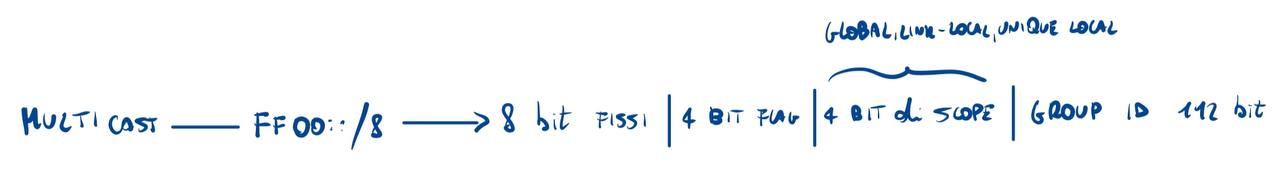 GLOBAL, LINK-LOCAL, UNIQUE LOCAL
MULTICAST — FF00::/8 → 8 bit FISSI | 4 BIT FLAG | 4 BIT di SCOPE | GROUP ID 112 bit